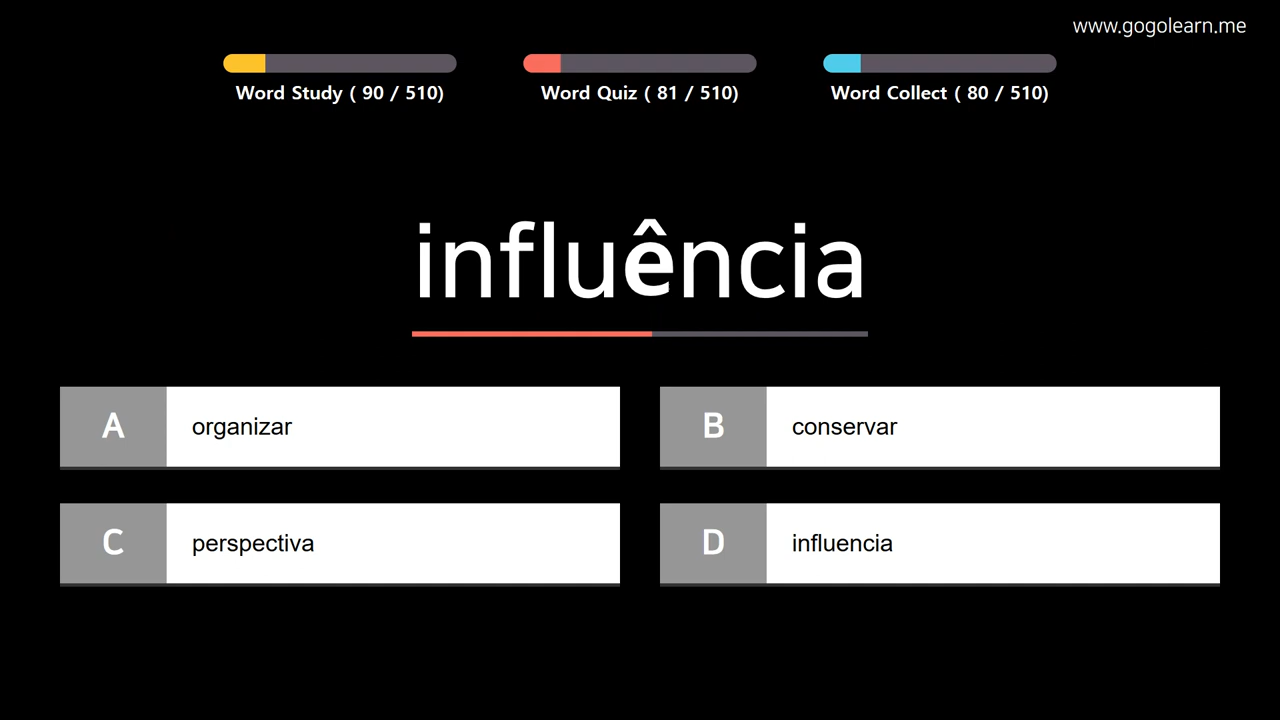 www.gogolearn.me
Word Study ( 90 / 510)
Word Quiz ( 81 / 510)
Word Collect ( 80 / 510)
influência
A organizar
B conservar
C perspectiva
D influencia